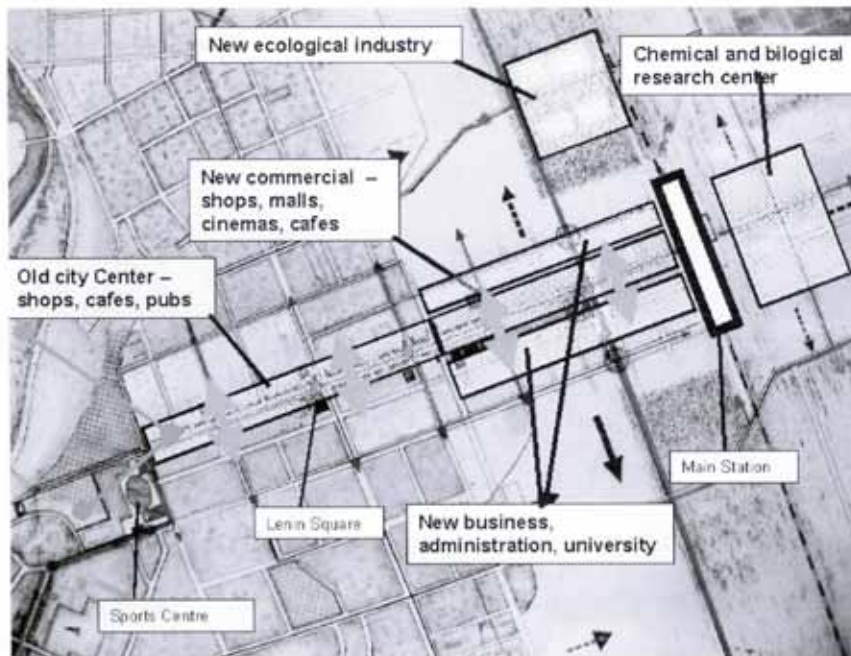 New ecological industry
Chemical and bilogical
research center
New commercial –
shops, malls,
cinemas, cafes
Old city Center –
shops, cafes, pubs
Main Station
Lenin Square
New business,
administration, university
Sports Centre